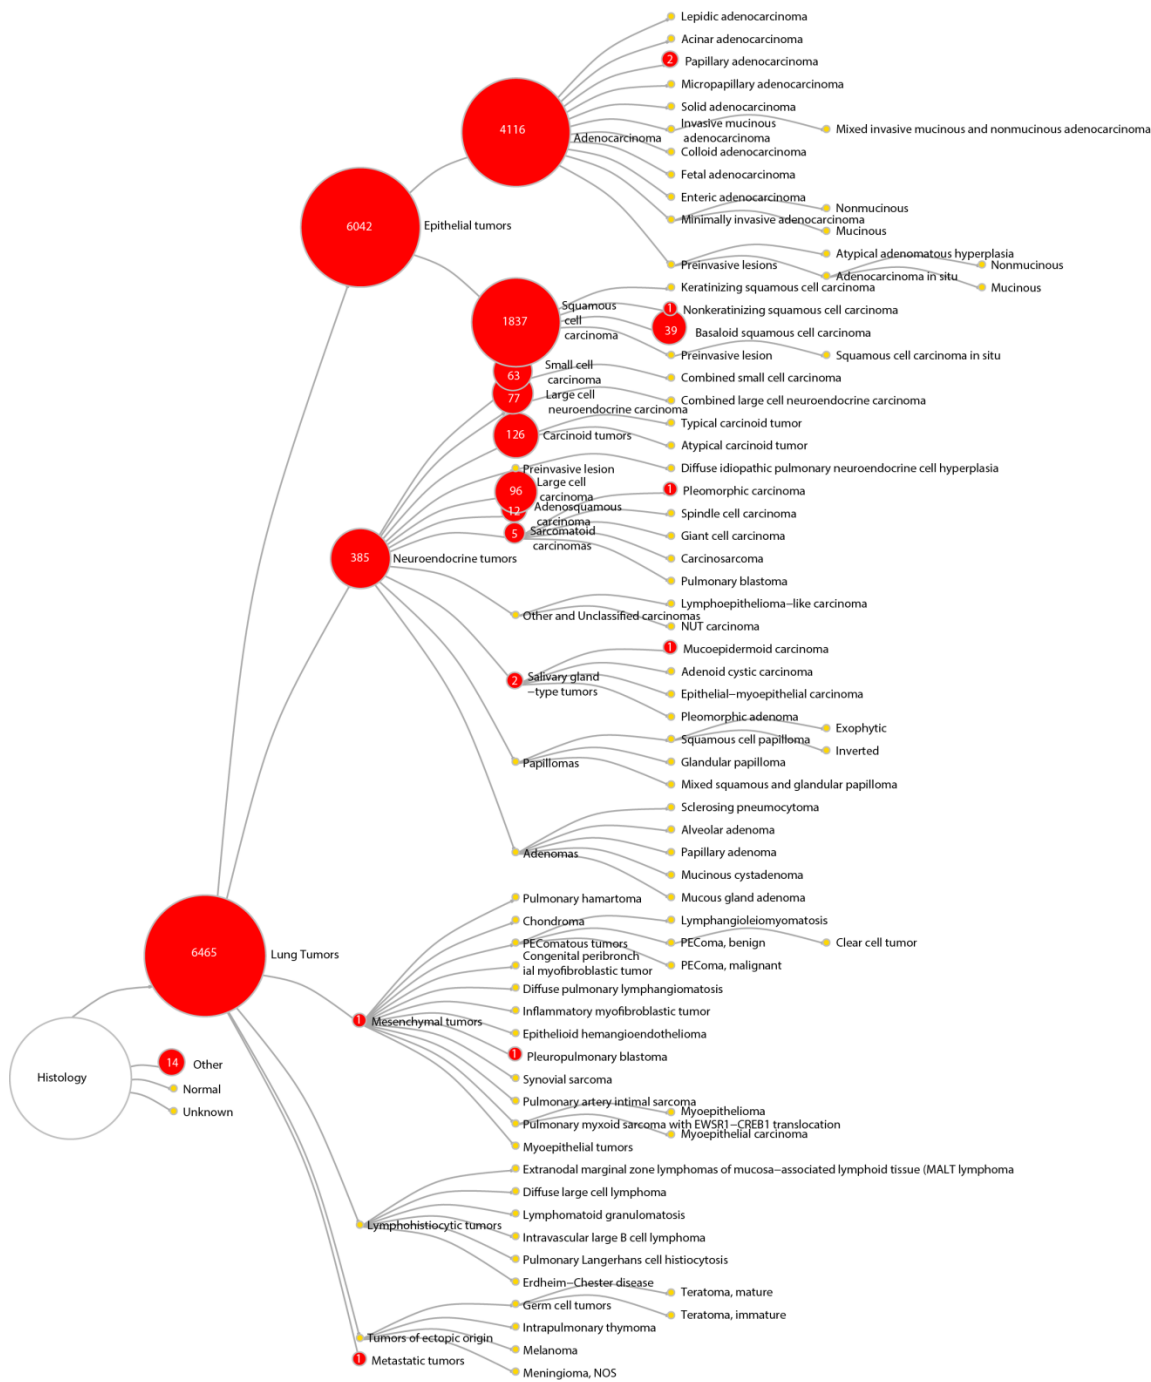 Lepidic adenocarcinoma
Acinar adenocarcinoma
2 Papillary adenocarcinoma
Micropapillary adenocarcinoma
4116
Adenocarcinoma
Solid adenocarcinoma
Invasive mucinous
adenocarcinoma
Mixed invasive mucinous and nonmucinous adenocarcinoma
Colloid adenocarcinoma
Fetal adenocarcinoma
Enteric adenocarcinoma
Minimally invasive adenocarcinoma
Nonmucinous
Mucinous
6042
Epithelial tumors
Preinvasive lesions
Atypical adenomatous hyperplasia
Adenocarcinoma in situ
Nonmucinous
Mucinous
1837
Squamous
cell
carcinoma
Keratinizing squamous cell carcinoma
1 Nonkeratinizing squamous cell carcinoma
39 Basaloid squamous cell carcinoma
Preinvasive lesion
Squamous cell carcinoma in situ
63
Small cell
carcinoma
Combined small cell carcinoma
77
Large cell
neuroendocrine carcinoma
Combined large cell neuroendocrine carcinoma
126
Carcinoid tumors
Typical carcinoid tumor
Atypical carcinoid tumor
Preinvasive lesion
Diffuse idiopathic pulmonary neuroendocrine cell hyperplasia
96
Large cell
carcinoma
12
Adenosquamous
carcinoma
5
Sarcomatoid
carcinomas
1 Pleomorphic carcinoma
Spindle cell carcinoma
Giant cell carcinoma
Carcinosarcoma
Pulmonary blastoma
385
Neuroendocrine tumors
Other and Unclassified carcinomas
Lymphoepithelioma−like carcinoma
NUT carcinoma
2
Salivary gland
−type tumors
1 Mucoepidermoid carcinoma
Adenoid cystic carcinoma
Epithelial−myoepithelial carcinoma
Pleomorphic adenoma
Papillomas
Squamous cell papilloma
Exophytic
Inverted
Glandular papilloma
Mixed squamous and glandular papilloma
Adenomas
Sclerosing pneumocytoma
Alveolar adenoma
Papillary adenoma
Mucinous cystadenoma
Mucous gland adenoma
6465
Lung Tumors
Pulmonary hamartoma
Chondroma
PEComatous tumors
Lymphangioleiomyomatosis
PEComa, benign
Clear cell tumor
PEComa, malignant
Congenital peribronch
ial myofibroblastic tumor
Diffuse pulmonary lymphangiomatosis
1 Mesenchymal tumors
Inflammatory myofibroblastic tumor
Epithelioid hemangioendothelioma
1 Pleuropulmonary blastoma
Synovial sarcoma
Pulmonary artery intimal sarcoma
Pulmonary myxoid sarcoma with EWSR1−CREB1 translocation
Myoepithelioma
Myoepithelial carcinoma
Myoepithelial tumors
Histology
14 Other
Normal
Unknown
Lymphohistiocytic tumors
Extranodal marginal zone lymphomas of mucosa−associated lymphoid tissue (MALT lymphoma
Diffuse large cell lymphoma
Lymphomatoid granulomatosis
Intravascular large B cell lymphoma
Pulmonary Langerhans cell histiocytosis
Erdheim−Chester disease
Tumors of ectopic origin
Germ cell tumors
Teratoma, mature
Teratoma, immature
Intrapulmonary thymoma
Melanoma
Meningioma, NOS
1 Metastatic tumors